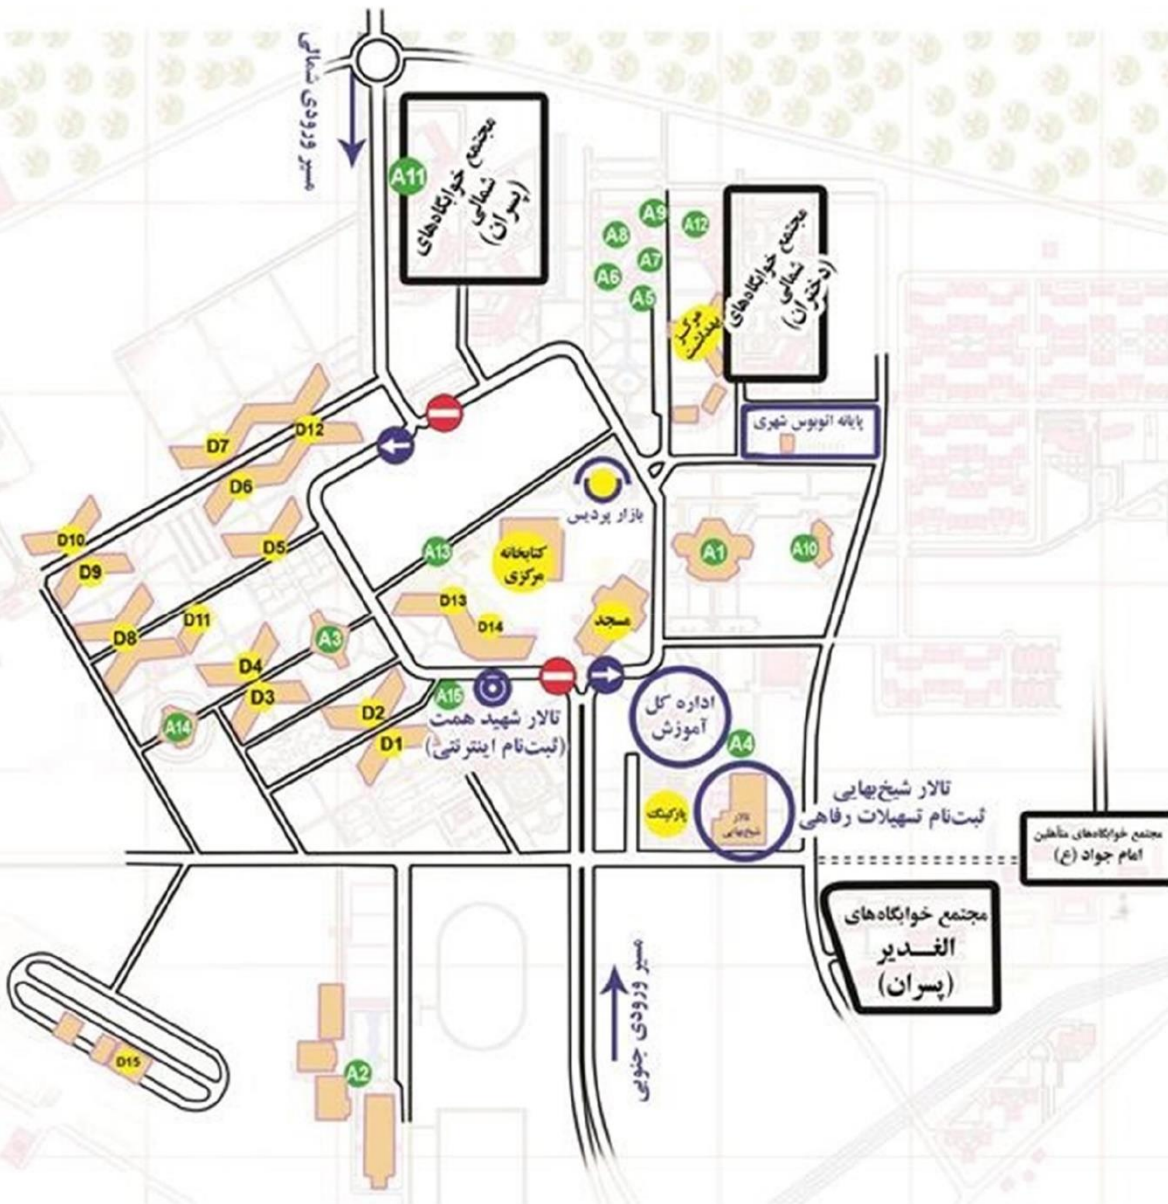 مسیر ورودی شمالی
A11
مجتمع خوابگاه‌های
شمالی
(پسران)
A9
A12
A8
A7
A6
A5
مجتمع خوابگاه‌های
شمالی
(دختران)
مرکز
بهداشت
پایانه اتوبوس شهری
D7
D12
D6
D5
D10
D9
D8
D11
بازار پردیس
A13
کتابخانه
مرکزی
A1
A10
D13
D14
مسجد
A3
D4
D3
A14
D2
D1
A15
تالار شهید همت
(ثبت‌نام اینترنتی)
اداره کل
آموزش
A4
پارکینگ
تالار
شیخ‌بهایی
تالار شیخ‌بهایی
ثبت‌نام تسهیلات رفاهی
مجتمع خوابگاه‌های متأهلین
امام جواد (ع)
مجتمع خوابگاه‌های
الغـــدیر
(پسران)
مسیر ورودی جنوبی
D15
A2